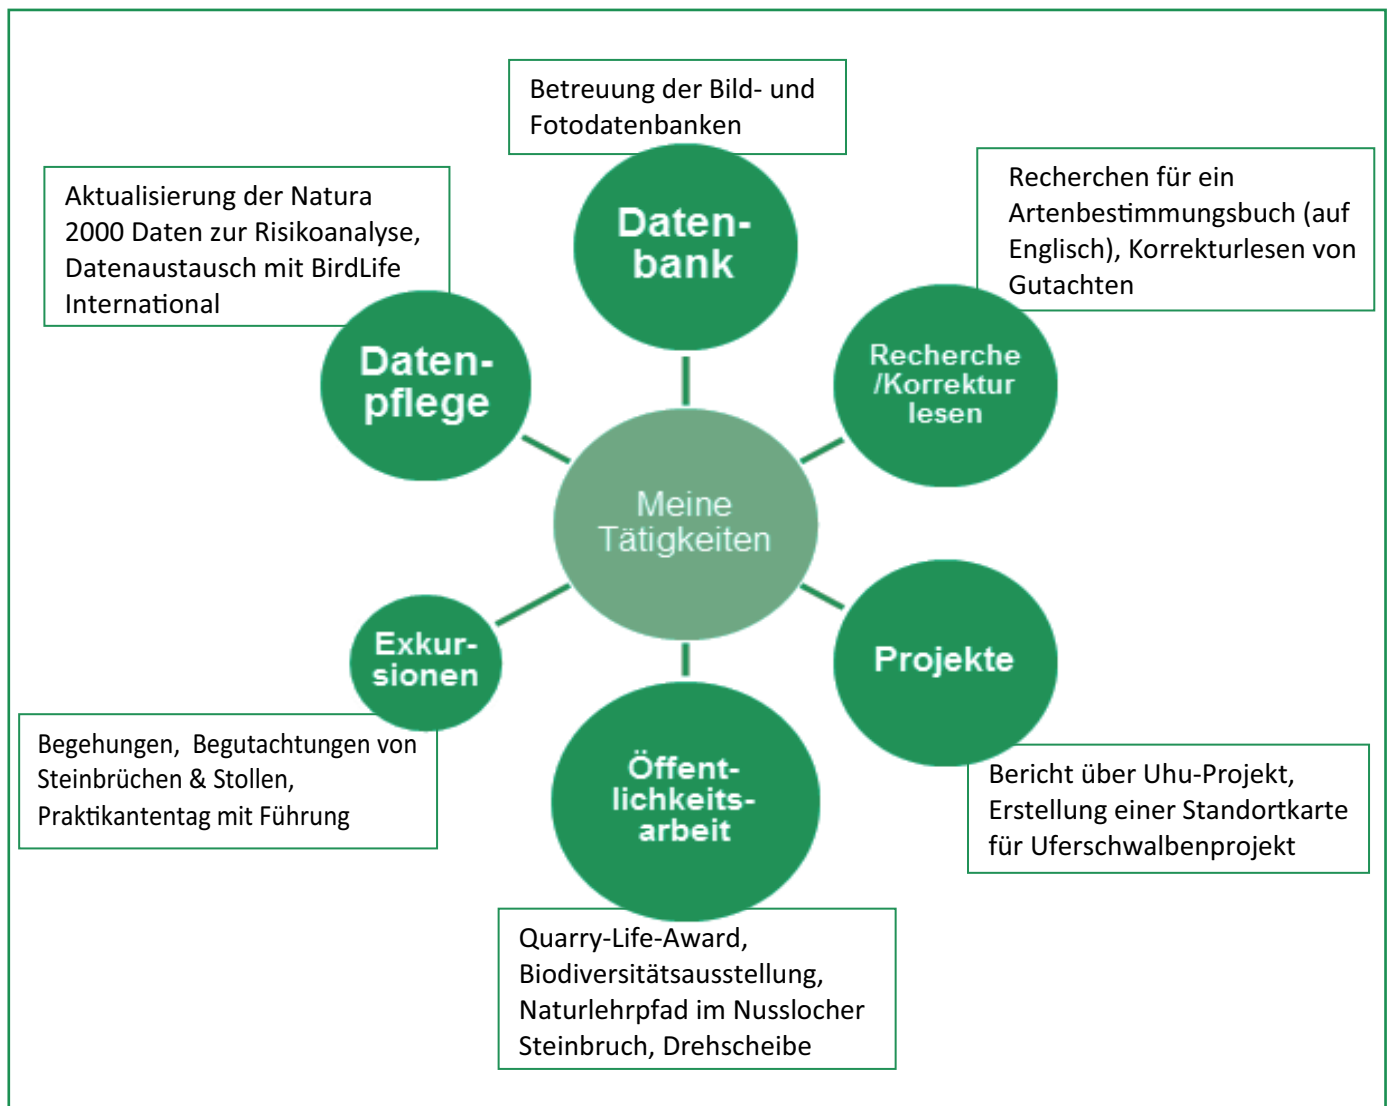 Betreuung der Bild- und
Fotodatenbanken
Daten-
bank
Recherchen für ein
Artenbestimmungsbuch (auf
Englisch), Korrekturlesen von
Gutachten
Recherche
/Korrektur
lesen
Aktualisierung der Natura
2000 Daten zur Risikoanalyse,
Datenaustausch mit BirdLife
International
Daten-
pflege
Meine
Tätigkeiten
Exkur-
sionen
Begehungen, Begutachtungen von
Steinbrüchen & Stollen,
Praktikantentag mit Führung
Projekte
Bericht über Uhu-Projekt,
Erstellung einer Standortkarte
für Uferschwalbenprojekt
Öffent-
lichkeits-
arbeit
Quarry-Life-Award,
Biodiversitätsausstellung,
Naturlehrpfad im Nusslocher
Steinbruch, Drehscheibe